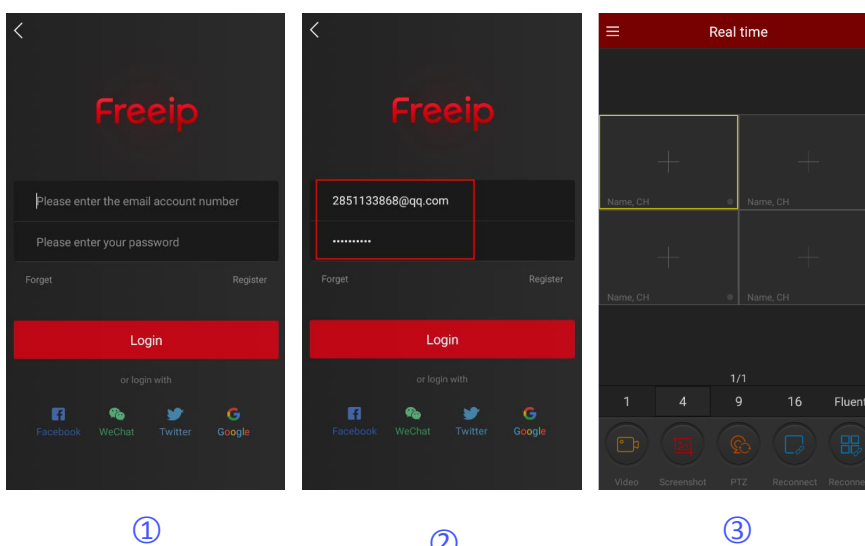 Freeip
Please enter the email account number
Please enter your password
Forget Register
Login
or login with
Facebook WeChat Twitter Google
①
Freeip
2851133868@qq.com
••••••••••
Forget Register
Login
or login with
Facebook WeChat Twitter Google
②
Real time
Name, CH Name, CH
Name, CH Name, CH
1/1
1 4 9 16 Fluent
Video Screenshot PTZ Reconnect Reconne
③